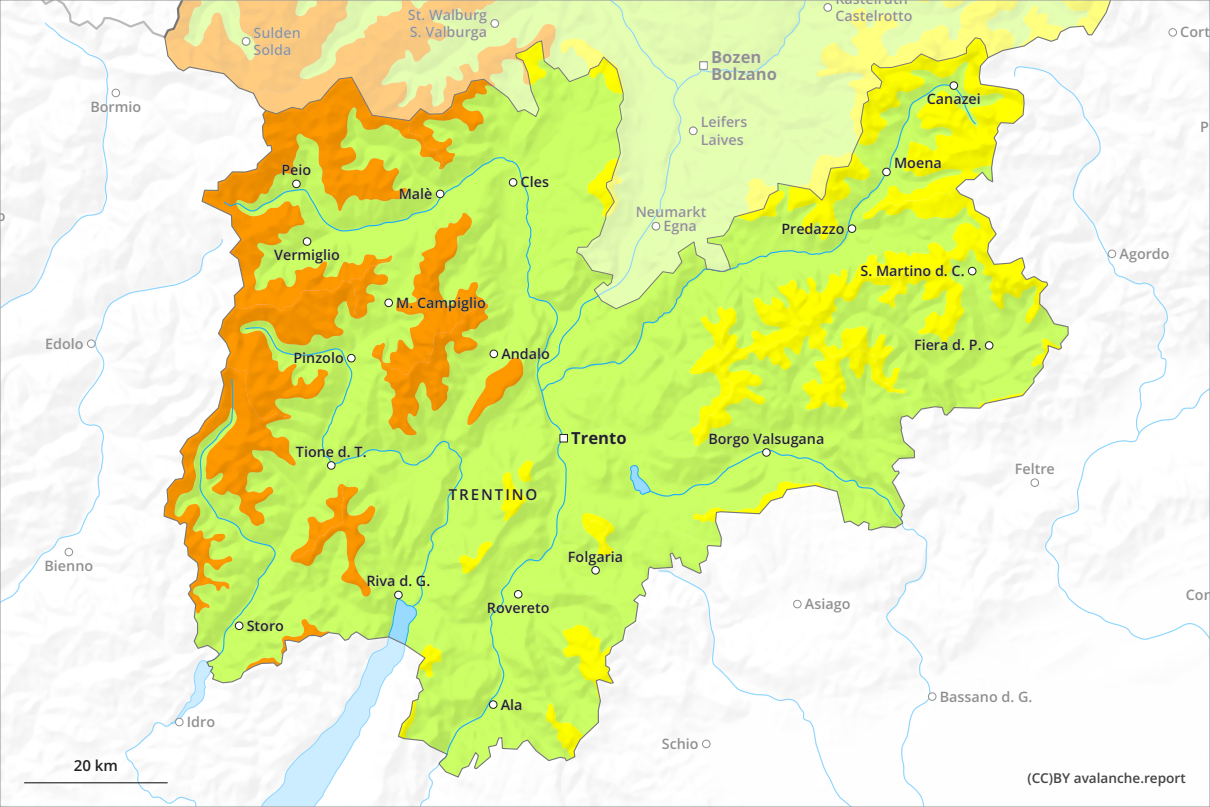 St. Walburg
S. Valburga
Castelrotto
Sulden
Solda
Cort
Bozen
Bolzano
Bormio
Canazei
Leifers
Laives
Moena
Peio
Malè
Cles
Neumarkt
Egna
Predazzo
Vermiglio
Agordo
S. Martino d. C.
M. Campiglio
Edolo
Pinzolo
Andalo
Fiera d. P.
Trento
Borgo Valsugana
Tione d. T.
Feltre
TRENTINO
Bienno
Folgaria
Riva d. G.
Rovereto
Asiago
Cor
Storo
Bassano d. G.
Ala
Idro
Schio
20 km
(CC)BY avalanche.report